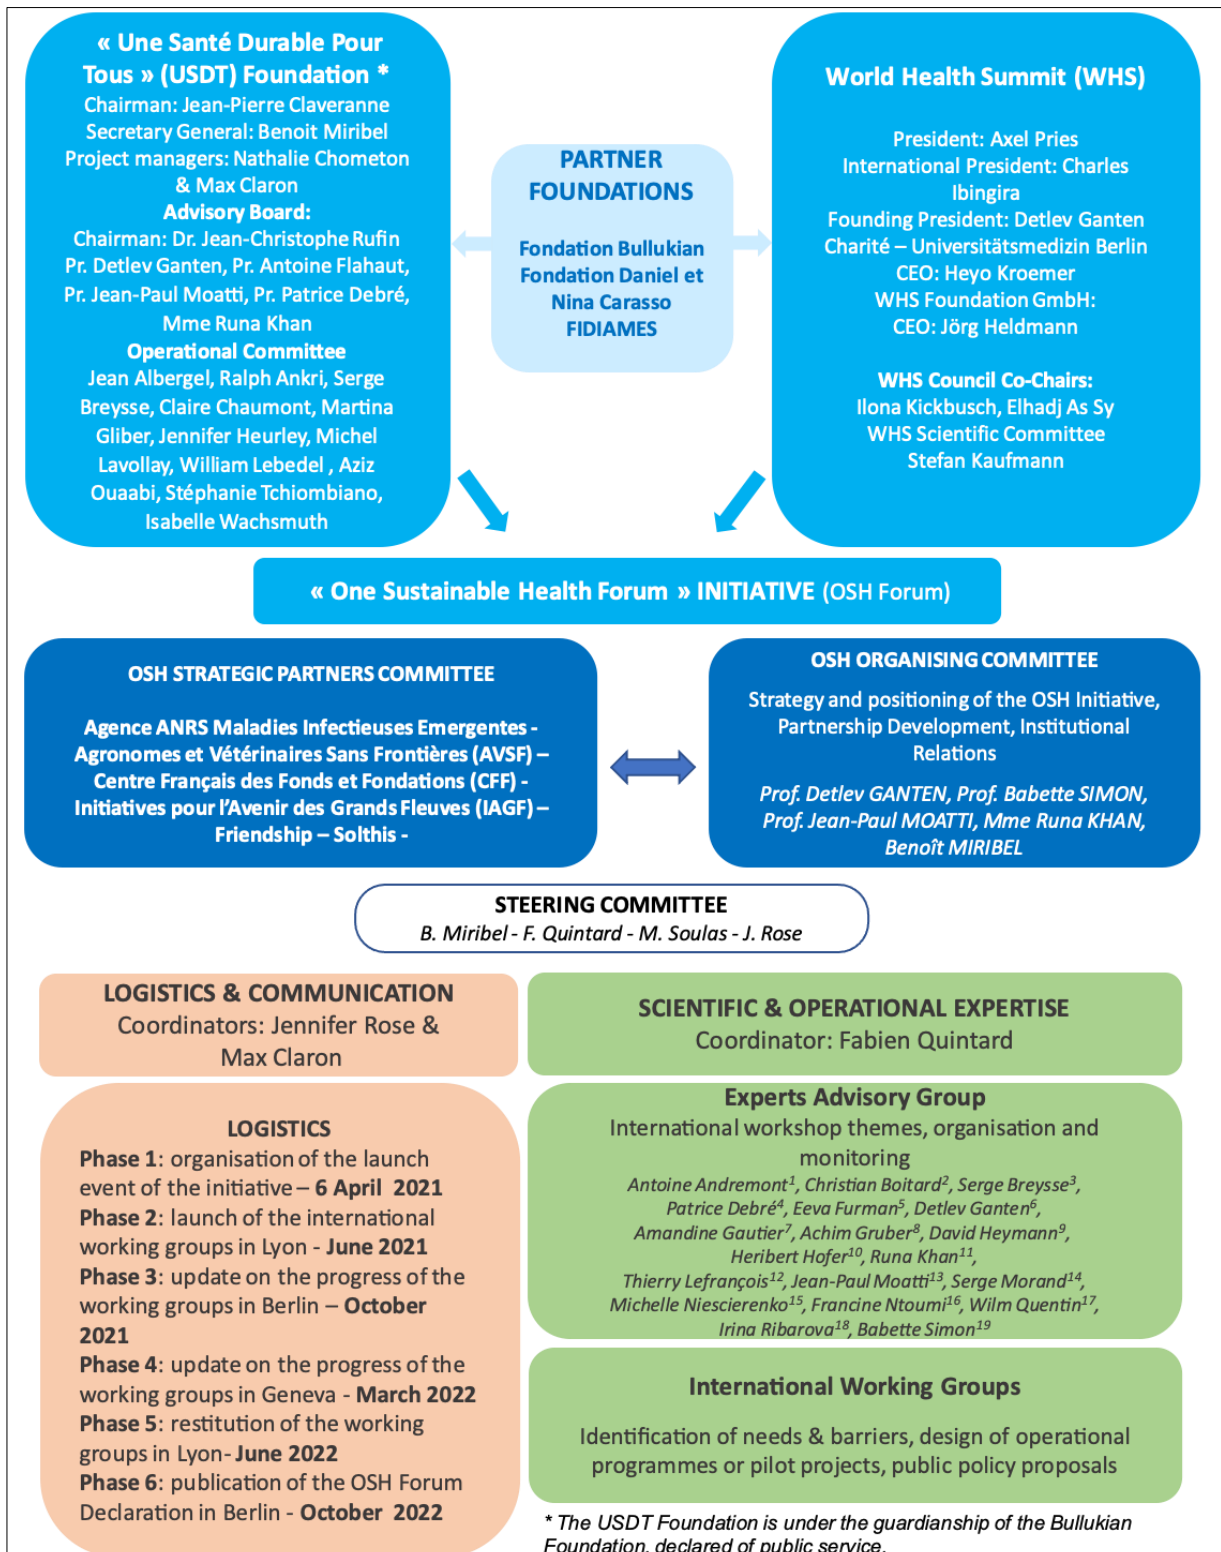 « Une Santé Durable Pour
Tous » (USDT) Foundation *
Chairman: Jean-Pierre Claveranne
Secretary General: Benoit Miribel
Project managers: Nathalie Chometon
& Max Claron
Advisory Board:
Chairman: Dr. Jean-Christophe Rufin
Pr. Detlev Ganten, Pr. Antoine Flahaut,
Pr. Jean-Paul Moatti, Pr. Patrice Debré,
Mme Runa Khan
Operational Committee
Jean Albergel, Ralph Ankri, Serge
Breysse, Claire Chaumont, Martina
Gliber, Jennifer Heurley, Michel
Lavollay, William Lebedel , Aziz
Ouaabi, Stéphanie Tchiombiano,
Isabelle Wachsmuth
PARTNER
FOUNDATIONS
Fondation Bullukian
Fondation Daniel et
Nina Carasso
FIDIAMES
World Health Summit (WHS)
President: Axel Pries
International President: Charles
Ibingira
Founding President: Detlev Ganten
Charité – Universitätsmedizin Berlin
CEO: Heyo Kroemer
WHS Foundation GmbH:
CEO: Jörg Heldmann
WHS Council Co-Chairs:
Ilona Kickbusch, Elhadj As Sy
WHS Scientific Committee
Stefan Kaufmann
« One Sustainable Health Forum » INITIATIVE (OSH Forum)
OSH STRATEGIC PARTNERS COMMITTEE
Agence ANRS Maladies Infectieuses Emergentes -
Agronomes et Vétérinaires Sans Frontières (AVSF) –
Centre Français des Fonds et Fondations (CFF) -
Initiatives pour l’Avenir des Grands Fleuves (IAGF) –
Friendship – Solthis -
OSH ORGANISING COMMITTEE
Strategy and positioning of the OSH Initiative,
Partnership Development, Institutional
Relations
Prof. Detlev GANTEN, Prof. Babette SIMON,
Prof. Jean-Paul MOATTI, Mme Runa KHAN,
Benoît MIRIBEL
STEERING COMMITTEE
B. Miribel - F. Quintard - M. Soulas - J. Rose
LOGISTICS & COMMUNICATION
Coordinators: Jennifer Rose &
Max Claron
LOGISTICS
Phase 1: organisation of the launch
event of the initiative – 6 April 2021
Phase 2: launch of the international
working groups in Lyon - June 2021
Phase 3: update on the progress of the
working groups in Berlin – October
2021
Phase 4: update on the progress of the
working groups in Geneva - March 2022
Phase 5: restitution of the working
groups in Lyon- June 2022
Phase 6: publication of the OSH Forum
Declaration in Berlin - October 2022
SCIENTIFIC & OPERATIONAL EXPERTISE
Coordinator: Fabien Quintard
Experts Advisory Group
International workshop themes, organisation and
monitoring
Antoine Andremont¹, Christian Boitard², Serge Breysse³,
Patrice Debré⁴, Eeva Furman⁵, Detlev Ganten⁶,
Amandine Gautier⁷, Achim Gruber⁸, David Heymann⁹,
Heribert Hofer¹⁰, Runa Khan¹¹,
Thierry Lefrançois¹², Jean-Paul Moatti¹³, Serge Morand¹⁴,
Michelle Niescierenko¹⁵, Francine Ntoumi¹⁶, Wilm Quentin¹⁷,
Irina Ribarova¹⁸, Babette Simon¹⁹
International Working Groups
Identification of needs & barriers, design of operational
programmes or pilot projects, public policy proposals
* The USDT Foundation is under the guardianship of the Bullukian
Foundation, declared of public service.